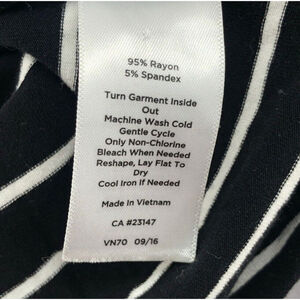 95% Rayon
5% Spandex
Turn Garment Inside
Out
Machine Wash Cold
Gentle Cycle
Only Non-Chlorine
Bleach When Needed
Reshape, Lay Flat To
Dry
Cool Iron If Needed
Made In Vietnam
CA #23147
VN70 09/16